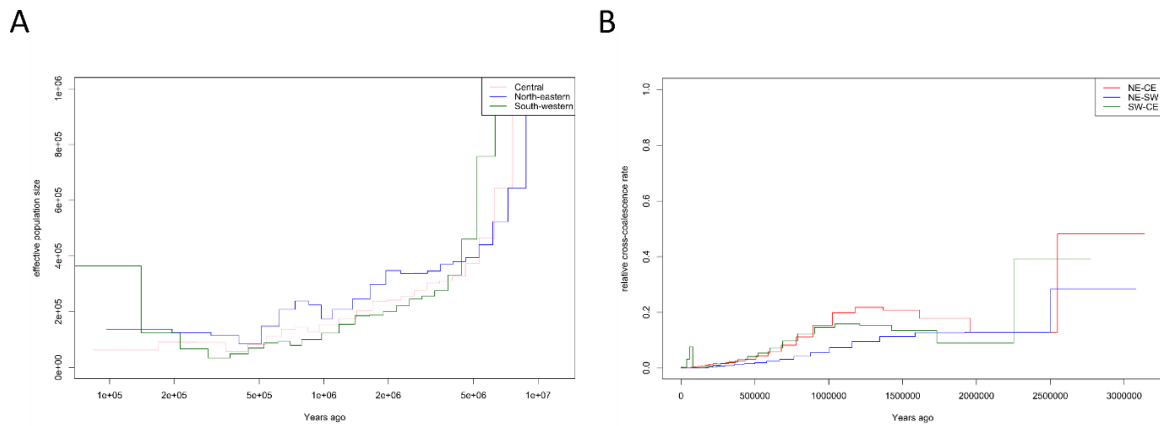 A
Central
North-eastern
South-western
effective population size
0e+00
2e+05
4e+05
6e+05
8e+05
1e+06
1e+05
2e+05
5e+05
1e+06
2e+06
5e+06
1e+07
Years ago
B
NE-CE
NE-SW
SW-CE
relative cross-coalescence rate
0.0
0.2
0.4
0.6
0.8
1.0
0
500000
1000000
1500000
2000000
2500000
3000000
Years ago